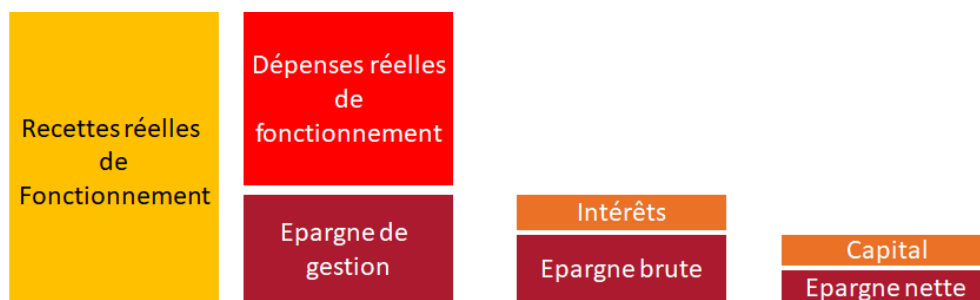 Recettes réelles
de
Fonctionnement
Dépenses réelles
de
fonctionnement
Epargne de
gestion
Intérêts
Epargne brute
Capital
Epargne nette